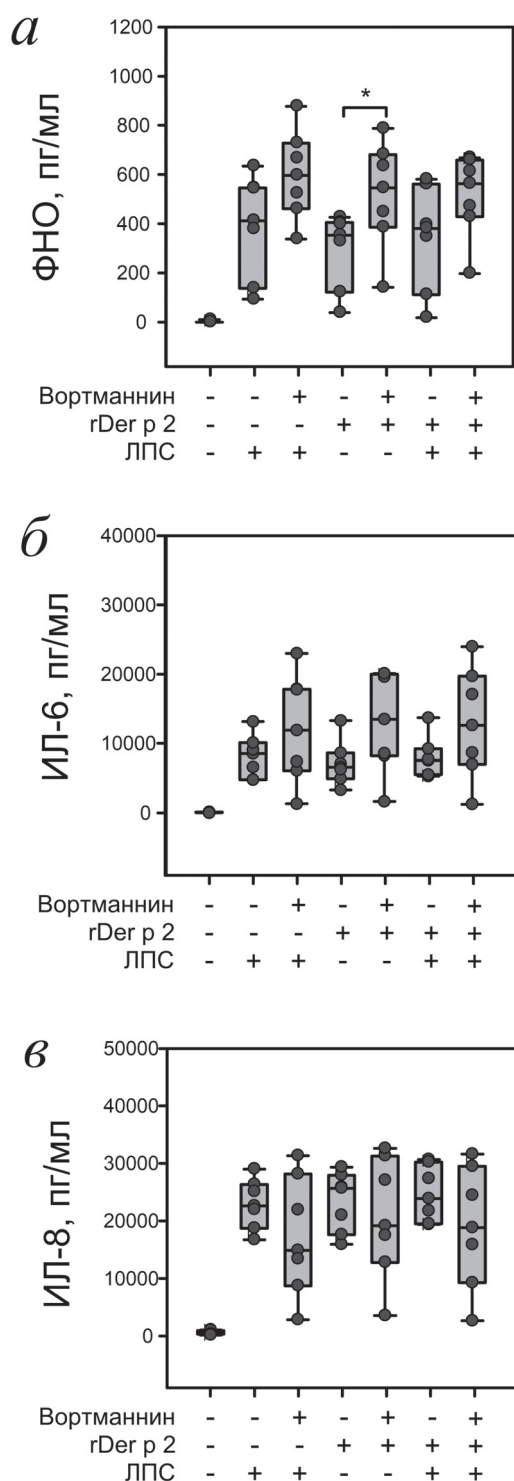 а
1200
1000
800
600
400
200
0
ФНО, пг/мл
*
Вортманнин - - + - + - +
rDer p 2 - - - + + + +
ЛПС - + + - - + +
б
40000
30000
20000
10000
0
ИЛ-6, пг/мл
Вортманнин - - + - + - +
rDer p 2 - - - + + + +
ЛПС - + + - - + +
в
50000
40000
30000
20000
10000
0
ИЛ-8, пг/мл
Вортманнин - - + - + - +
rDer p 2 - - - + + + +
ЛПС - + + - - + +